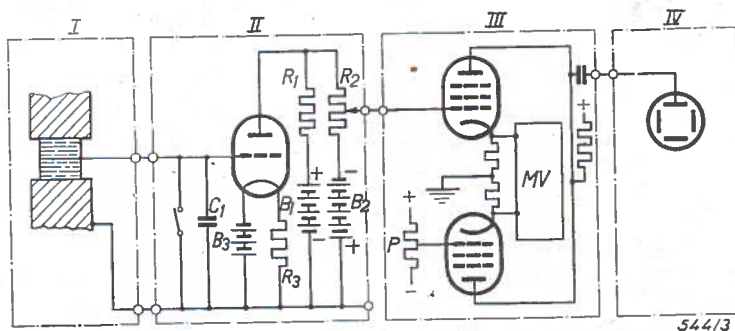 I
II
III
IV
R1
R2
C1
B3
B1
B2
R3
+
-
-
+
+
P
-
MV
+
54413